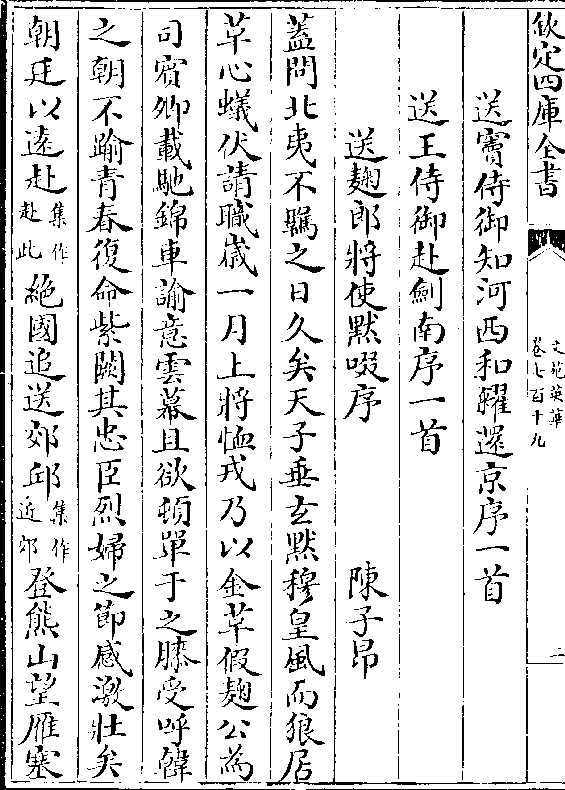 欽定四庫全書
文苑英華
卷七百十九
二
送竇侍御知河西和糴還京序一首
送王侍御赴劍南序一首
送麹郎將使默啜序 陳子昂
蓋聞北夷不羈之日久矣天子垂玄默穆皇風而狼居
革心蟻伏請職歲一月上將恤戎乃以金革假麹公為
司賓卿載馳錦車諭意雲幕且欲頓單于之膝受呼韓
之朝不踰青春復命紫闕其忠臣烈婦之節感激壯矣
朝廷以遠赴集作赴此絶國追送郊邱集作近郊登熊山望雁塞